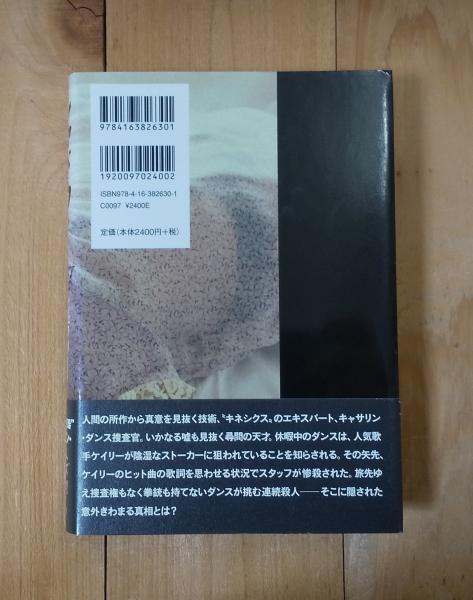 9784163826301
1920097024002
ISBN978-4-16-382630-1
C0097 ¥2400E
定価(本体2400円+税)
人間の所作から真意を見抜く技術、〝キネシクス〟のエキスパート、キャサリン
・ダンス捜査官。いかなる嘘も見抜く尋問の天才。休暇中のダンスは、人気歌
手ケイリーが陰湿なストーカーに狙われていることを知らされる。その矢先、
ケイリーのヒット曲の歌詞を思わせる状況でスタッフが惨殺された。旅先ゆ
え捜査権もなく拳銃も持てないダンスが挑む連続殺人──そこに隠された
意外きわまる真相とは?